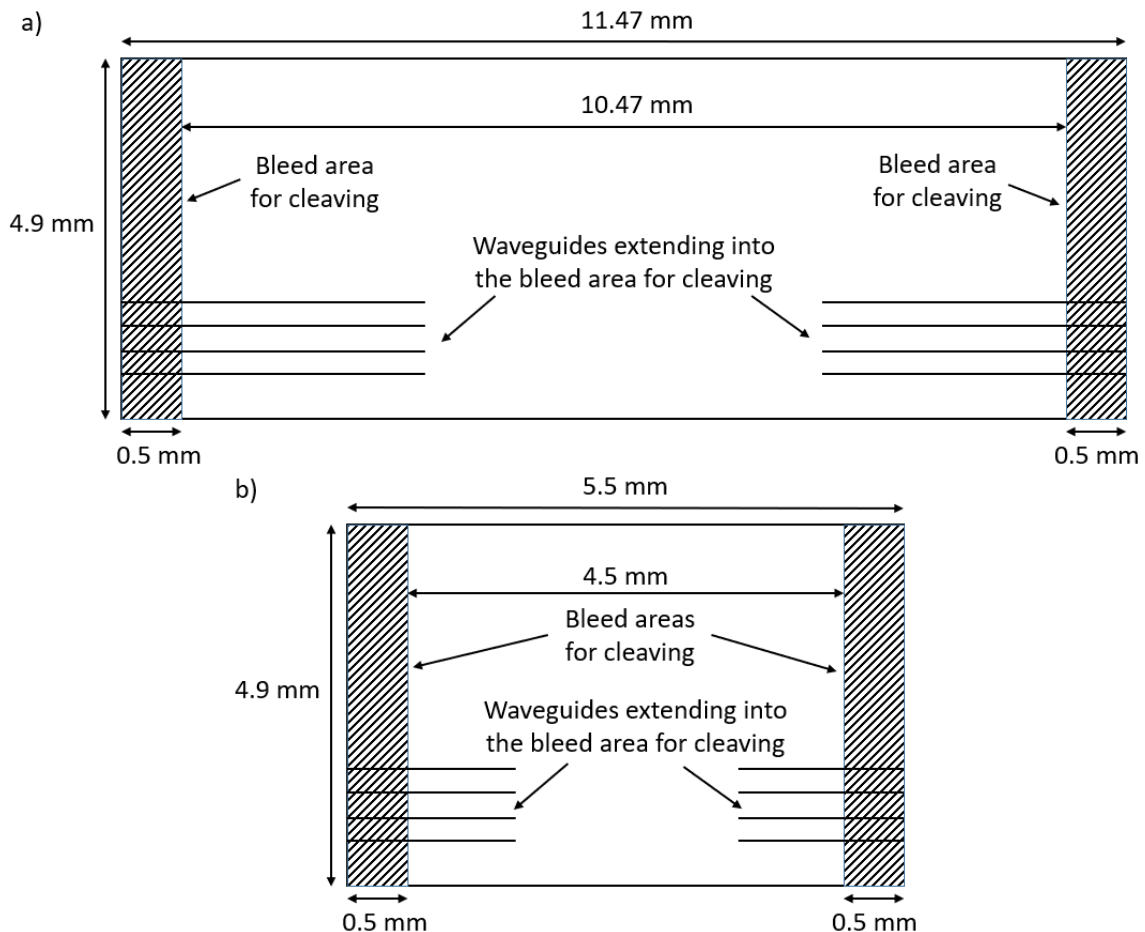 a)
11.47 mm
10.47 mm
Bleed area
for cleaving
Bleed area
for cleaving
4.9 mm
Waveguides extending into
the bleed area for cleaving
0.5 mm
0.5 mm
b)
5.5 mm
4.5 mm
Bleed areas
for cleaving
4.9 mm
Waveguides extending into
the bleed area for cleaving
0.5 mm
0.5 mm